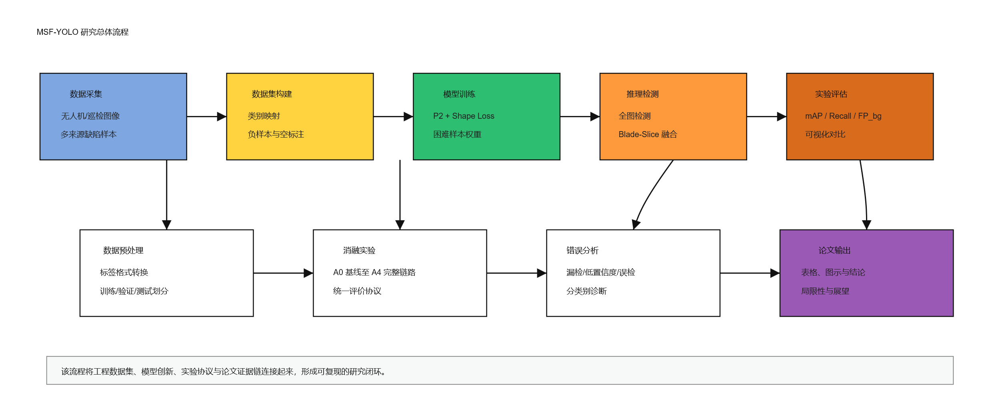 MSF-YOLO 研究总体流程
数据采集
无人机/巡检图像
多来源缺陷样本
数据集构建
类别映射
负样本与空标注
模型训练
P2 + Shape Loss
困难样本权重
推理检测
全图检测
Blade-Slice 融合
实验评估
mAP / Recall / FP_bg
可视化对比
数据预处理
标签格式转换
训练/验证/测试划分
消融实验
A0 基线至 A4 完整链路
统一评价协议
错误分析
漏检/低置信度/误检
分类别诊断
论文输出
表格、图示与结论
局限性与展望
该流程将工程数据集、模型创新、实验协议与论文证据链连接起来，形成可复现的研究闭环。